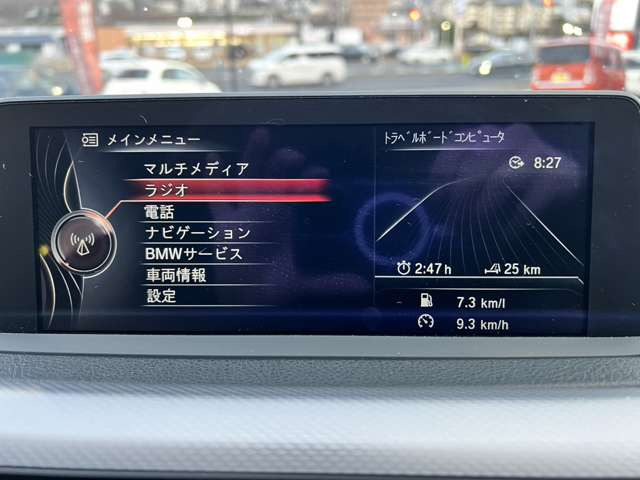 メインメニュー
マルチメディア
ラジオ
電話
ナビゲーション
BMWサービス
車両情報
設定
ﾄﾗﾍﾞﾙﾎﾞｰﾄﾞｺﾝﾋﾟｭｰﾀ
8:27
2:47 h
25 km
7.3 km/l
9.3 km/h